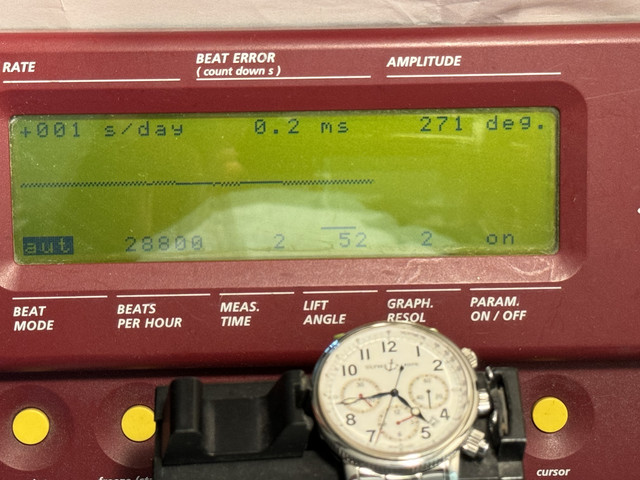 RATE
BEAT ERROR
( count down s )
AMPLITUDE
+001 s/day 0.2 ms 271 deg.
aut 28800 2 52 2 on
BEAT MODE
BEATS PER HOUR
MEAS. TIME
LIFT ANGLE
GRAPH. RESOL
PARAM. ON / OFF
12
1
2
4
5
7
8
10
11
cursor